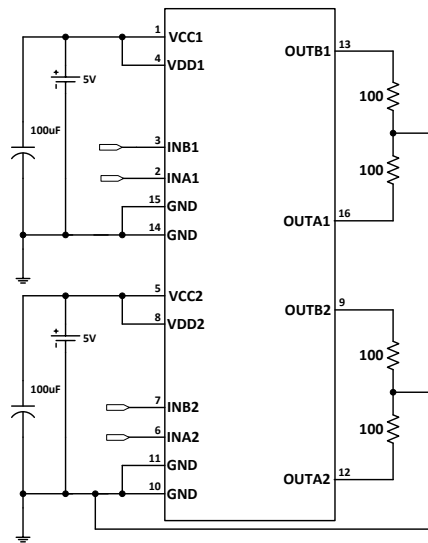 1 VCC1
4 VDD1
5V
100uF
3 INB1
2 INA1
15 GND
14 GND
OUTB1 13
100
100
OUTA1 16
5 VCC2
8 VDD2
5V
100uF
7 INB2
6 INA2
11 GND
10 GND
OUTB2 9
100
100
OUTA2 12